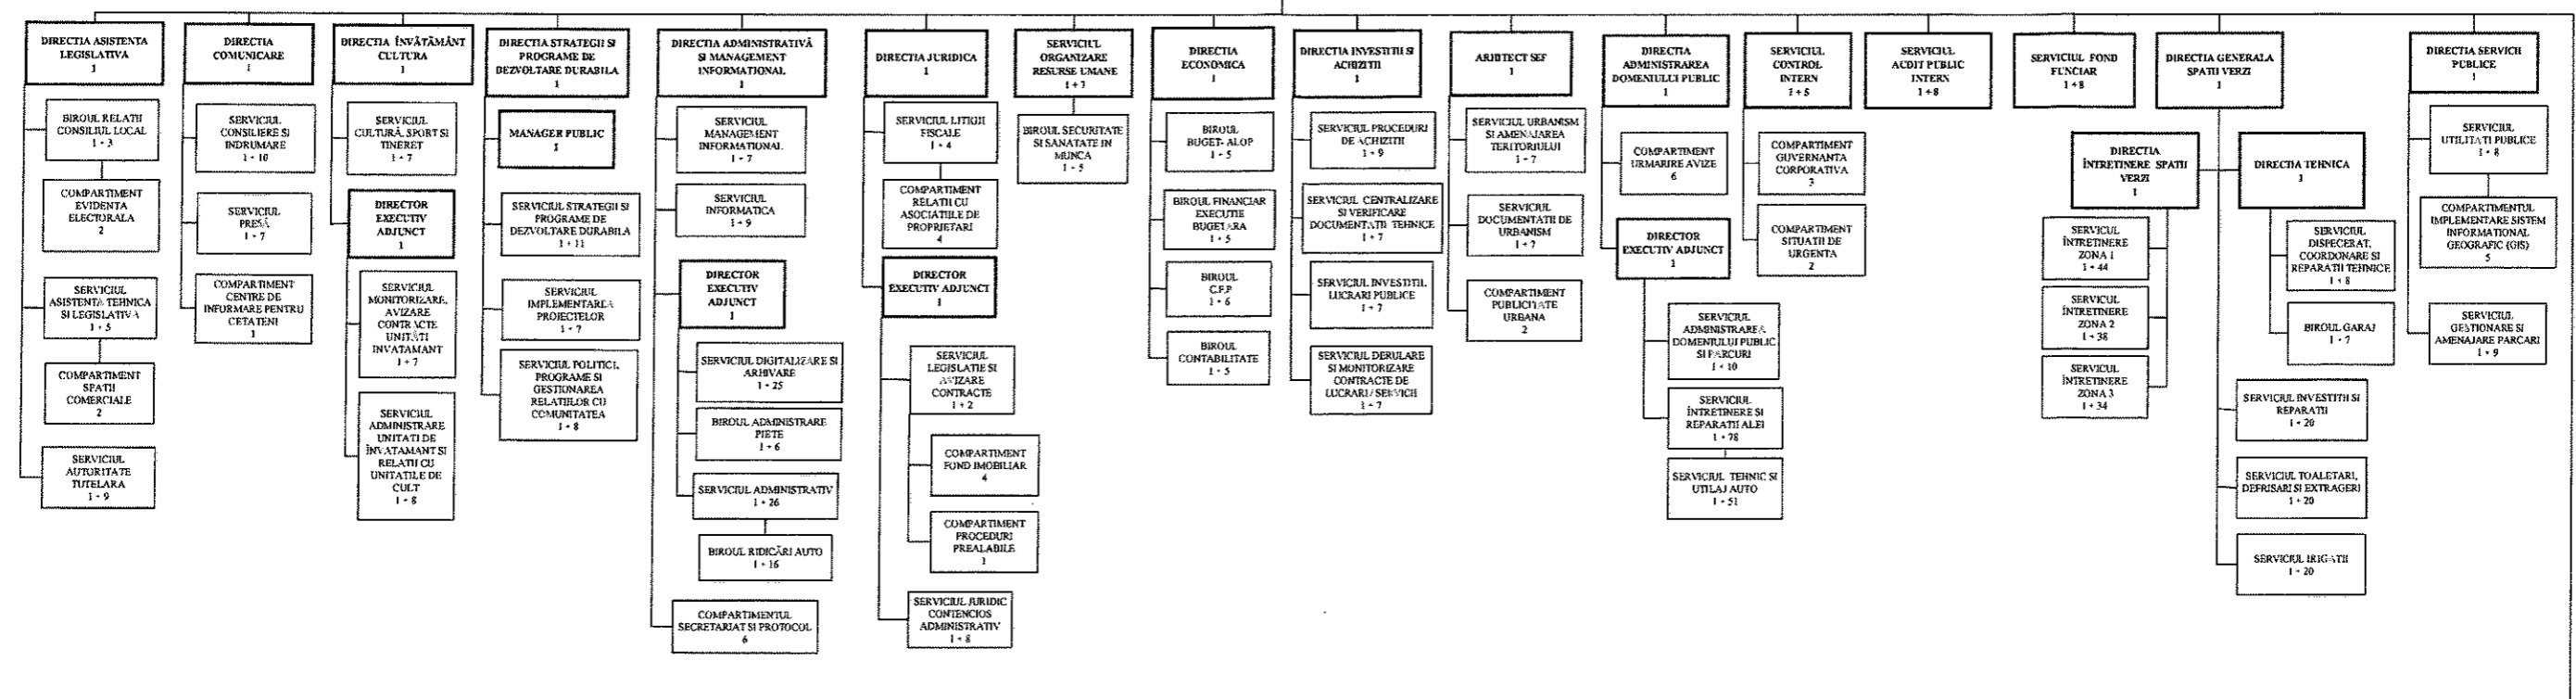 DIRECTIA ASISTENTA
LEGISLATIVA
1
BIROUL RELATII
CONSILIUL LOCAL
1 + 3
COMPARTIMENT
EVIDENTA
ELECTORALA
2
SERVICIUL
ASISTENTA TEHNICA
SI LEGISLATIVA
1 + 5
COMPARTIMENT
SPATII
COMERCIALE
2
SERVICIUL
AUTORITATE
TUTELARA
1 + 9
DIRECTIA
COMUNICARE
1
SERVICIUL
CONSILIERE SI
INDRUMARE
1 + 10
SERVICIUL
PRESĂ
1 + 7
COMPARTIMENT
CENTRE DE
INFORMARE PENTRU
CETATENI
1
DIRECTIA ÎNVĂTĂMÂNT
CULTURA
1
SERVICIUL
CULTURĂ, SPORT SI
TINERET
1 + 7
DIRECTOR
EXECUTIV
ADJUNCT
1
SERVICIUL
MONITORIZARE,
AVIZARE
CONTRACTE
UNITĂTI
INVATAMANT
1 + 7
SERVICIUL
ADMINISTRARE
UNITATI DE
ÎNVATAMANT SI
RELATII CU
UNITATILE DE
CULT
1 + 8
DIRECTIA STRATEGII SI
PROGRAME DE
DEZVOLTARE DURABILA
1
MANAGER PUBLIC
1
SERVICIUL STRATEGII SI
PROGRAME DE
DEZVOLTARE DURABILA
1 + 11
SERVICIUL
IMPLEMENTAREA
PROIECTELOR
1 + 7
SERVICIUL POLITICI,
PROGRAME SI
GESTIONAREA
RELATIILOR CU
COMUNITATEA
1 + 8
DIRECTIA ADMINISTRATIVĂ
SI MANAGEMENT
INFORMATIONAL
1
SERVICIUL
MANAGEMENT
INFORMATIONAL
1 + 7
SERVICIUL
INFORMATICA
1 + 9
DIRECTOR
EXECUTIV
ADJUNCT
1
SERVICIUL DIGITALIZARE SI
ARHIVARE
1 + 25
BIROUL ADMINISTRARE
PIETE
1 + 6
SERVICIUL ADMINISTRATIV
1 + 26
BIROUL RIDICĂRI AUTO
1 + 16
COMPARTIMENTUL
SECRETARIAT SI PROTOCOL
6
DIRECTIA JURIDICA
1
SERVICIUL LITIGII
FISCALE
1 + 4
COMPARTIMENT
RELATII CU
ASOCIATIILE DE
PROPRIETARI
4
DIRECTOR
EXECUTIV ADJUNCT
1
SERVICIUL
LEGISLATIE SI
AVIZARE
CONTRACTE
1 + 2
COMPARTIMENT
FOND IMOBILIAR
4
COMPARTIMENT
PROCEDURI
PREALABILE
1
SERVICIUL JURIDIC
CONTENCIOS
ADMINISTRATIV
1 + 8
SERVICIUL
ORGANIZARE
RESURSE UMANE
1 + 7
BIROUL SECURITATE
SI SANATATE IN
MUNCA
1 + 5
DIRECTIA
ECONOMICA
1
BIROUL
BUGET- ALOP
1 + 5
BIROUL FINANCIAR
EXECUTIE
BUGETARA
1 + 5
BIROUL
C.F.P
1 + 6
BIROUL
CONTABILITATE
1 + 5
DIRECTIA INVESTITII SI
ACHIZITII
1
SERVICIUL PROCEDURI
DE ACHIZITII
1 + 9
SERVICIUL CENTRALIZARE
SI VERIFICARE
DOCUMENTATII TEHNICE
1 + 7
SERVICIUL INVESTITII,
LUCRARI PUBLICE
1 + 7
SERVICIUL DERULARE
SI MONITORIZARE
CONTRACTE DE
LUCRARI / SERVICII
1 + 7
ARHITECT SEF
1
SERVICIUL URBANISM
SI AMENAJAREA
TERITORIULUI
1 + 7
SERVICIUL
DOCUMENTATII DE
URBANISM
1 + 7
COMPARTIMENT
PUBLICITATE
URBANA
2
DIRECTIA
ADMINISTRAREA
DOMENIULUI PUBLIC
1
COMPARTIMENT
URMARIRE AVIZE
6
DIRECTOR
EXECUTIV ADJUNCT
1
SERVICIUL
ADMINISTRAREA
DOMENIULUI PUBLIC
SI PARCURI
1 + 10
SERVICIUL
ÎNTRETINERE SI
REPARATII ALEI
1 + 78
SERVICIUL TEHNIC SI
UTILAJ AUTO
1 + 51
SERVICIUL
CONTROL
INTERN
1 + 5
COMPARTIMENT
GUVERNANTA
CORPORATIVA
3
COMPARTIMENT
SITUATII DE
URGENTA
2
SERVICIUL
AUDIT PUBLIC
INTERN
1 + 8
SERVICIUL FOND
FUNCIAR
1 + 8
DIRECTIA GENERALA
SPATII VERZI
1
DIRECTIA
ÎNTRETINERE SPATII
VERZI
1
SERVICUL
ÎNTRETINERE
ZONA 1
1 + 44
SERVICUL
ÎNTRETINERE
ZONA 2
1 + 38
SERVICUL
ÎNTRETINERE
ZONA 3
1 + 34
DIRECTIA TEHNICA
1
SERVICIUL
DISPECERAT,
COORDONARE SI
REPARATII TEHNICE
1 + 8
BIROUL GARAJ
1 + 7
SERVICIUL INVESTITII SI
REPARATII
1 + 20
SERVICIUL TOALETARI,
DEFRISARI SI EXTRAGERI
1 + 20
SERVICIUL IRIGATII
1 + 20
DIRECTIA SERVICII
PUBLICE
1
SERVICIUL
UTILITATI PUBLICE
1 + 8
COMPARTIMENTUL
IMPLEMENTARE SISTEM
INFORMATIONAL
GEOGRAFIC (GIS)
5
SERVICIUL
GESTIONARE SI
AMENAJARE PARCARI
1 + 9